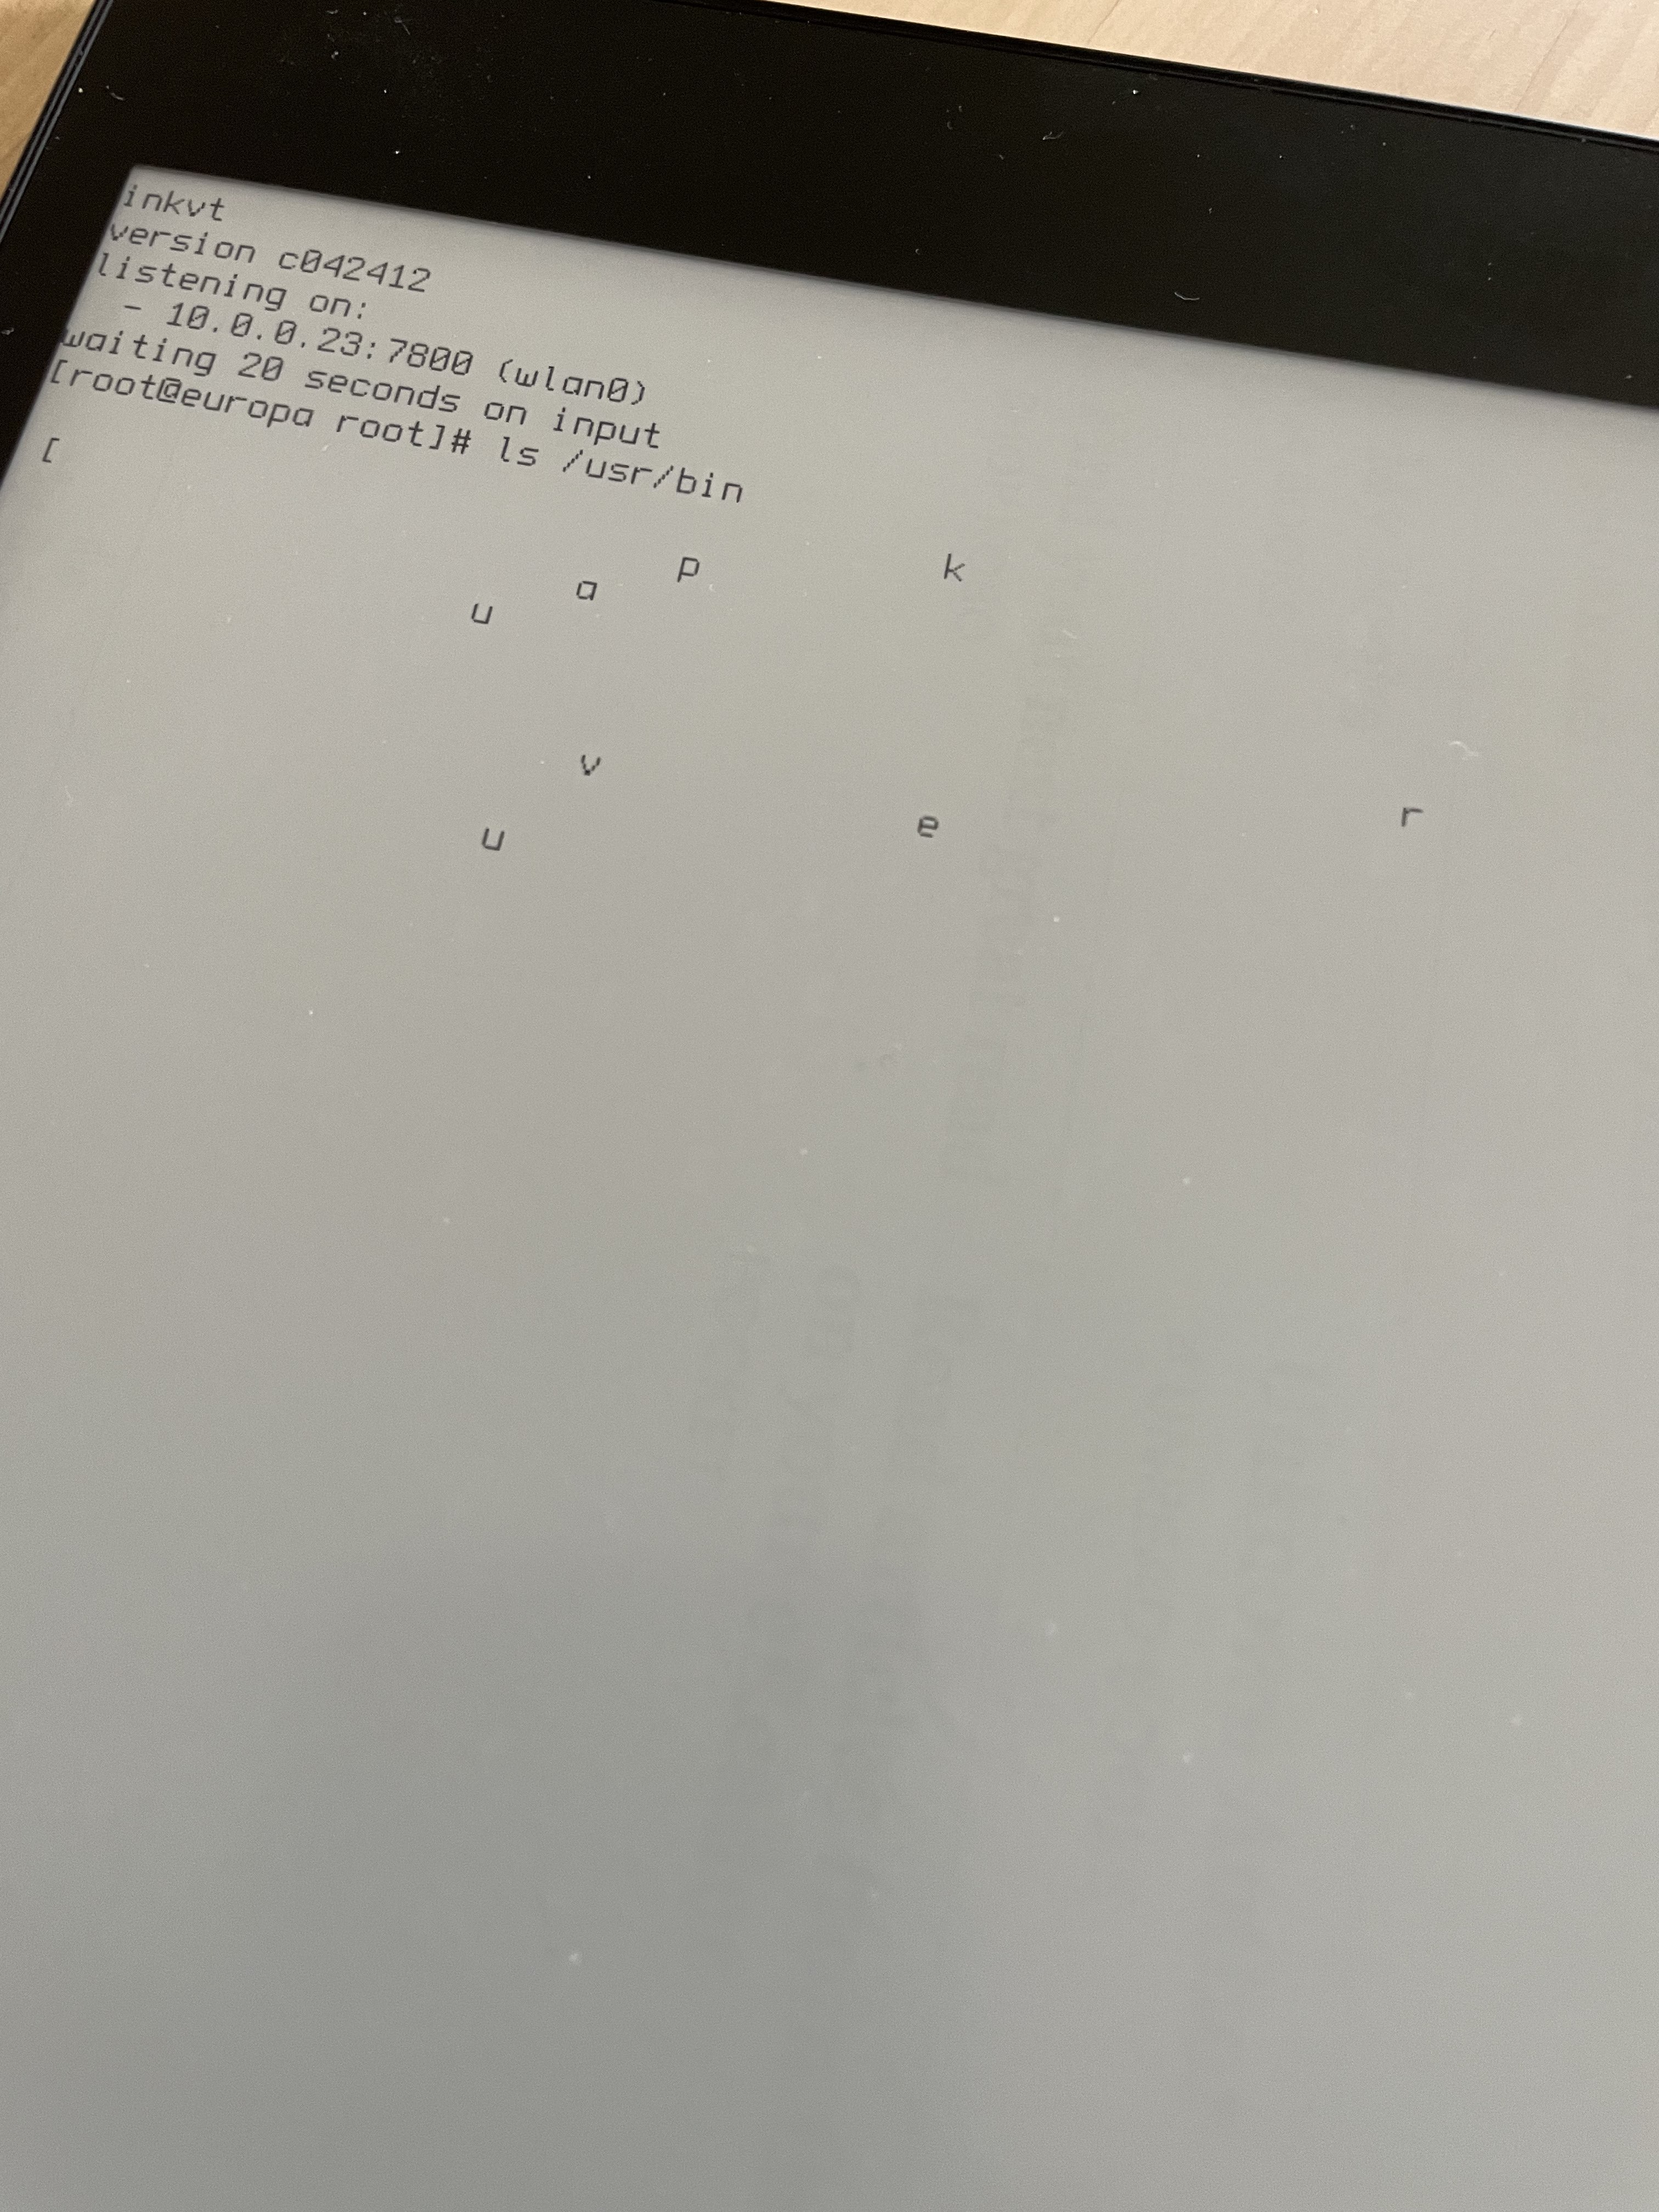 inkvt
version c042412
listening on:
- 10.0.0.23:7800 (wlan0)
waiting 20 seconds on input
[root@europa root]# ls /usr/bin
k
[ p
a
u
r
v e
u